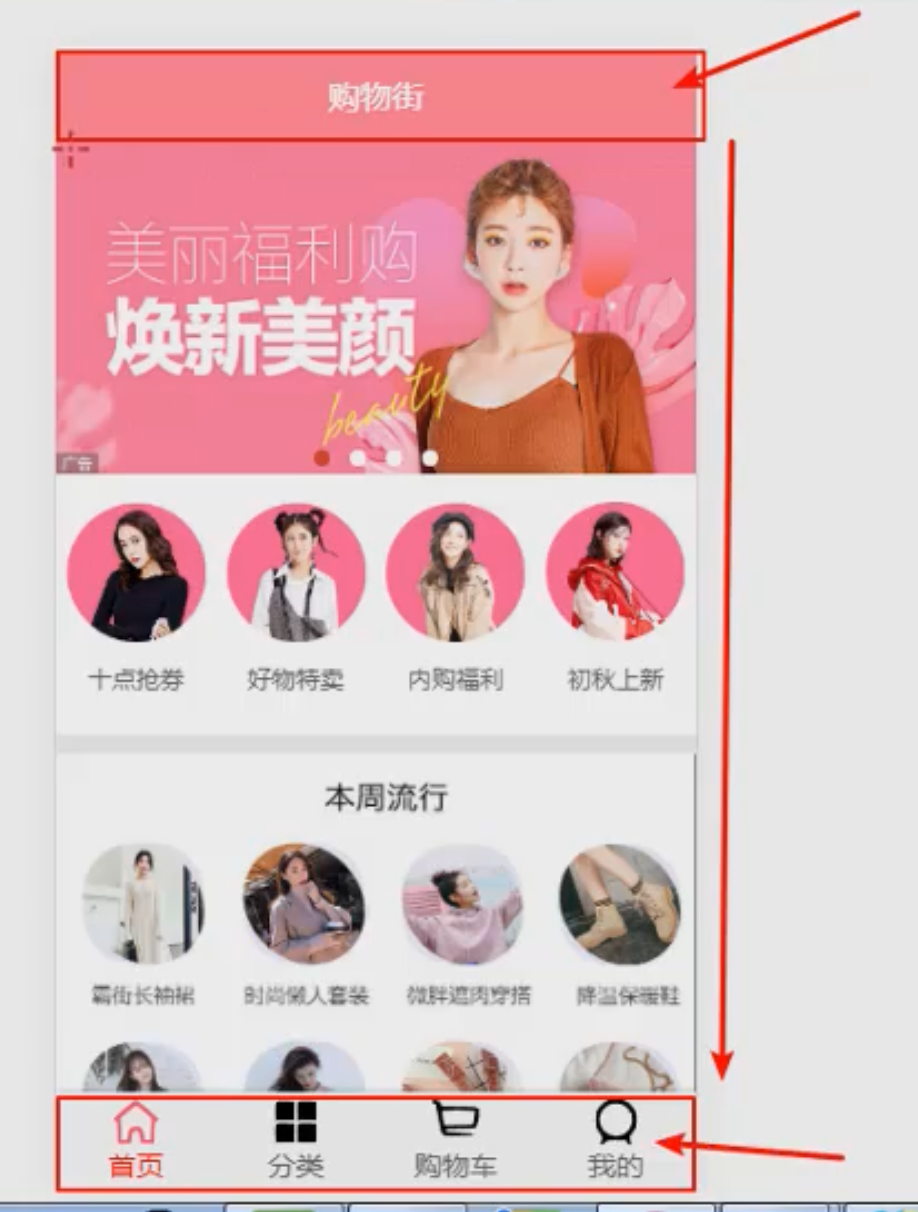 购物街
美丽福利购
焕新美颜
beauty
广告
十点抢券 好物特卖 内购福利 初秋上新
本周流行
霸街长袖裙 时尚懒人套装 微胖遮肉穿搭 降温保暖鞋
首页 分类 购物车 我的